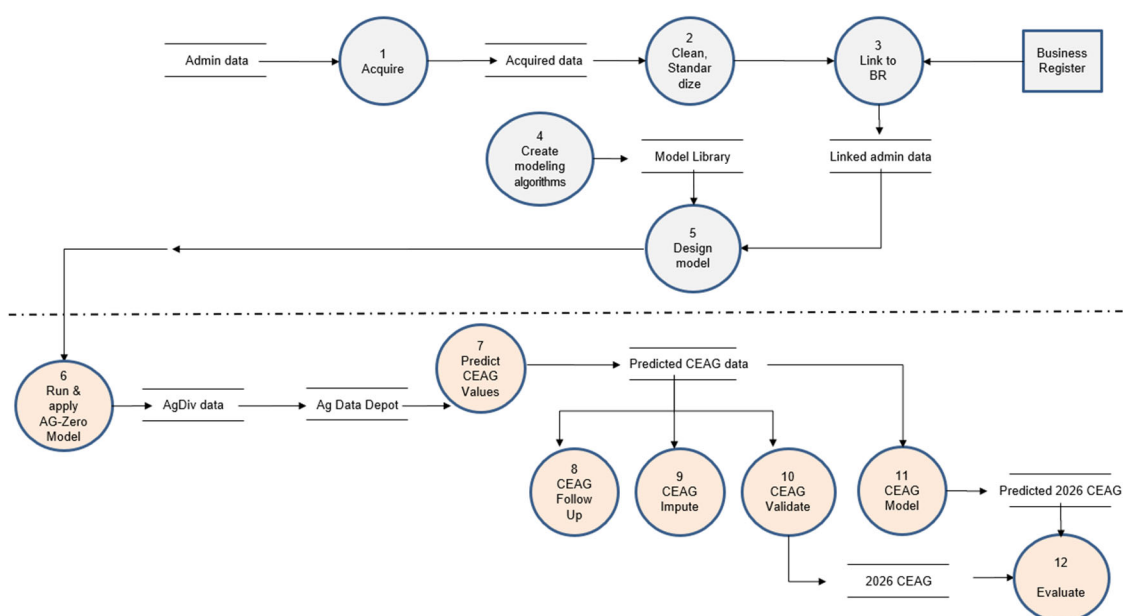 Admin data
1
Acquire
Acquired data
2
Clean,
Standar
dize
3
Link to
BR
Business
Register
4
Create
modeling
algorithms
Model Library
Linked admin data
5
Design
model
6
Run &
apply
AG-Zero
Model
AgDiv data
Ag Data Depot
7
Predict
CEAG
Values
Predicted CEAG data
8
CEAG
Follow
Up
9
CEAG
Impute
10
CEAG
Validate
11
CEAG
Model
Predicted 2026 CEAG
2026 CEAG
12
Evaluate